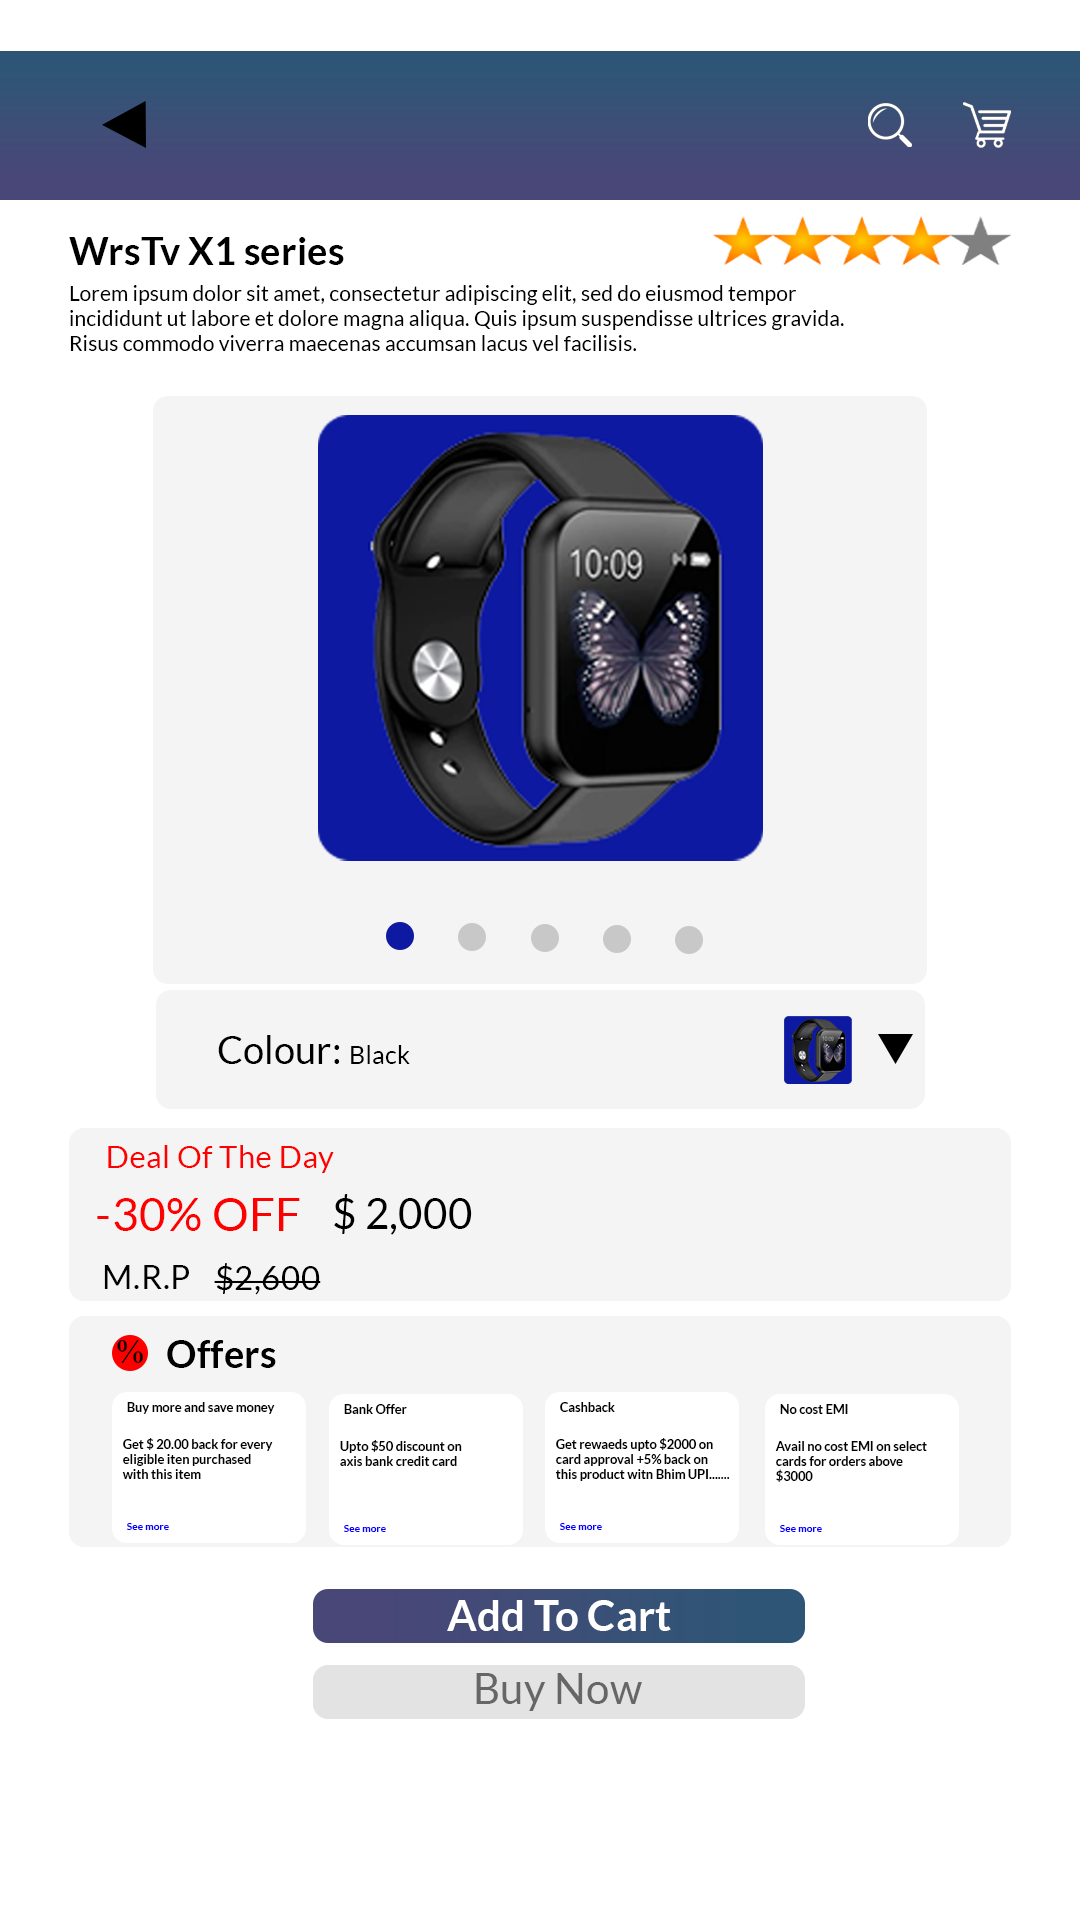 WrsTv X1 series
Lorem ipsum dolor sit amet, consectetur adipiscing elit, sed do eiusmod tempor
incididunt ut labore et dolore magna aliqua. Quis ipsum suspendisse ultrices gravida.
Risus commodo viverra maecenas accumsan lacus vel facilisis.
10:09
Colour: Black
10:09
Deal Of The Day
-30% OFF $ 2,000
M.R.P $2,600
% Offers
Buy more and save money
Get $ 20.00 back for every
eligible iten purchased
with this item
See more
Bank Offer
Upto $50 discount on
axis bank credit card
See more
Cashback
Get rewaeds upto $2000 on
card approval +5% back on
this product witn Bhim UPI.......
See more
No cost EMI
Avail no cost EMI on select
cards for orders above
$3000
See more
Add To Cart
Buy Now